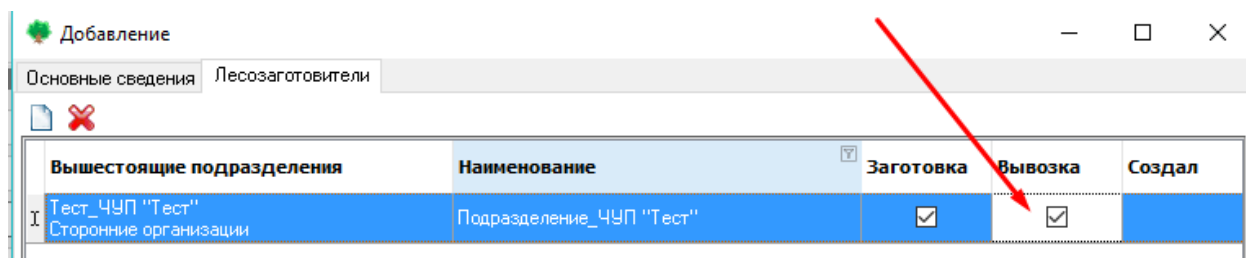 Добавление
Основные сведения Лесозаготовители
Вышестоящие подразделения Наименование Заготовка Вывозка Создал
Тест_ЧУП "Тест"
Сторонние организации
Подразделение_ЧУП "Тест"